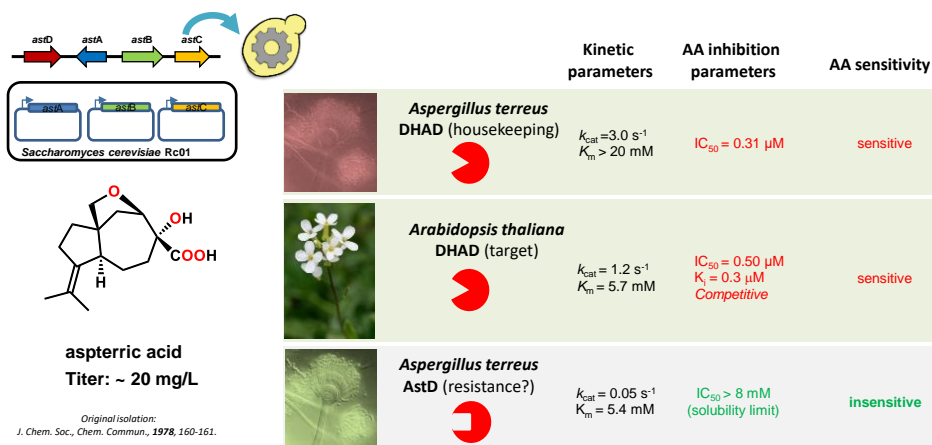 astD astA astB astC
astA astB astC
Saccharomyces cerevisiae Rc01
O
OH
COOH
H
aspterric acid
Titer: ~ 20 mg/L
Original isolation:
J. Chem. Soc., Chem. Commun., 1978, 160-161.
Kinetic
parameters
AA inhibition
parameters
AA sensitivity
Aspergillus terreus
DHAD (housekeeping)
kcat =3.0 s-1
Km > 20 mM
IC50 = 0.31 µM
sensitive
Arabidopsis thaliana
DHAD (target)
kcat = 1.2 s-1
Km = 5.7 mM
IC50 = 0.50 µM
Ki = 0.3 µM
Competitive
sensitive
Aspergillus terreus
AstD (resistance?)
kcat = 0.05 s-1
Km = 5.4 mM
IC50 > 8 mM
(solubility limit)
insensitive